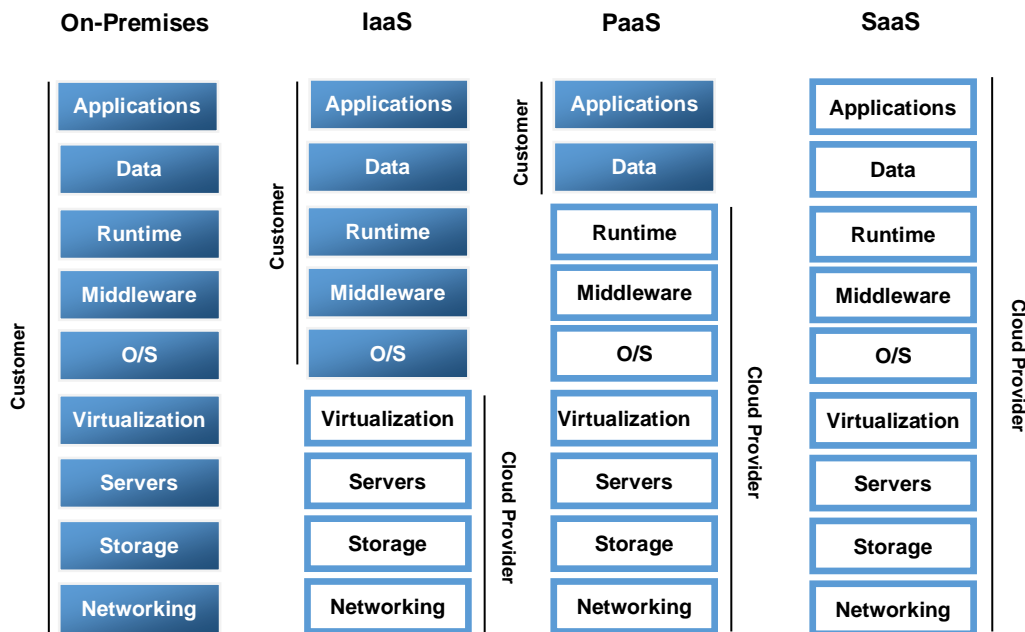 On-Premises
IaaS
PaaS
SaaS
Customer
Applications
Data
Runtime
Middleware
O/S
Virtualization
Servers
Storage
Networking
Customer
Applications
Data
Runtime
Middleware
O/S
Virtualization
Servers
Storage
Networking
Cloud Provider
Customer
Applications
Data
Runtime
Middleware
O/S
Virtualization
Servers
Storage
Networking
Cloud Provider
Applications
Data
Runtime
Middleware
O/S
Virtualization
Servers
Storage
Networking
Cloud Provider